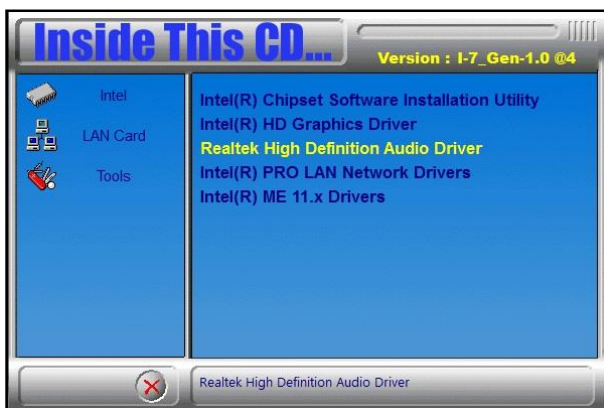 Inside This CD...
Version : I-7_Gen-1.0 @4
Intel
LAN Card
Tools
Intel(R) Chipset Software Installation Utility
Intel(R) HD Graphics Driver
Realtek High Definition Audio Driver
Intel(R) PRO LAN Network Drivers
Intel(R) ME 11.x Drivers
Realtek High Definition Audio Driver